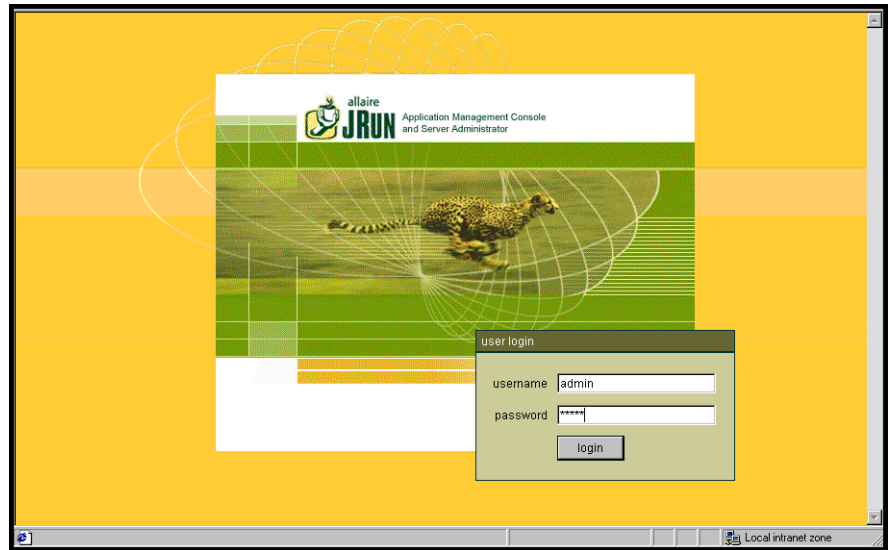 allaire
JRUN
Application Management Console
and Server Administrator
user login
username admin
password *****
login
Local intranet zone